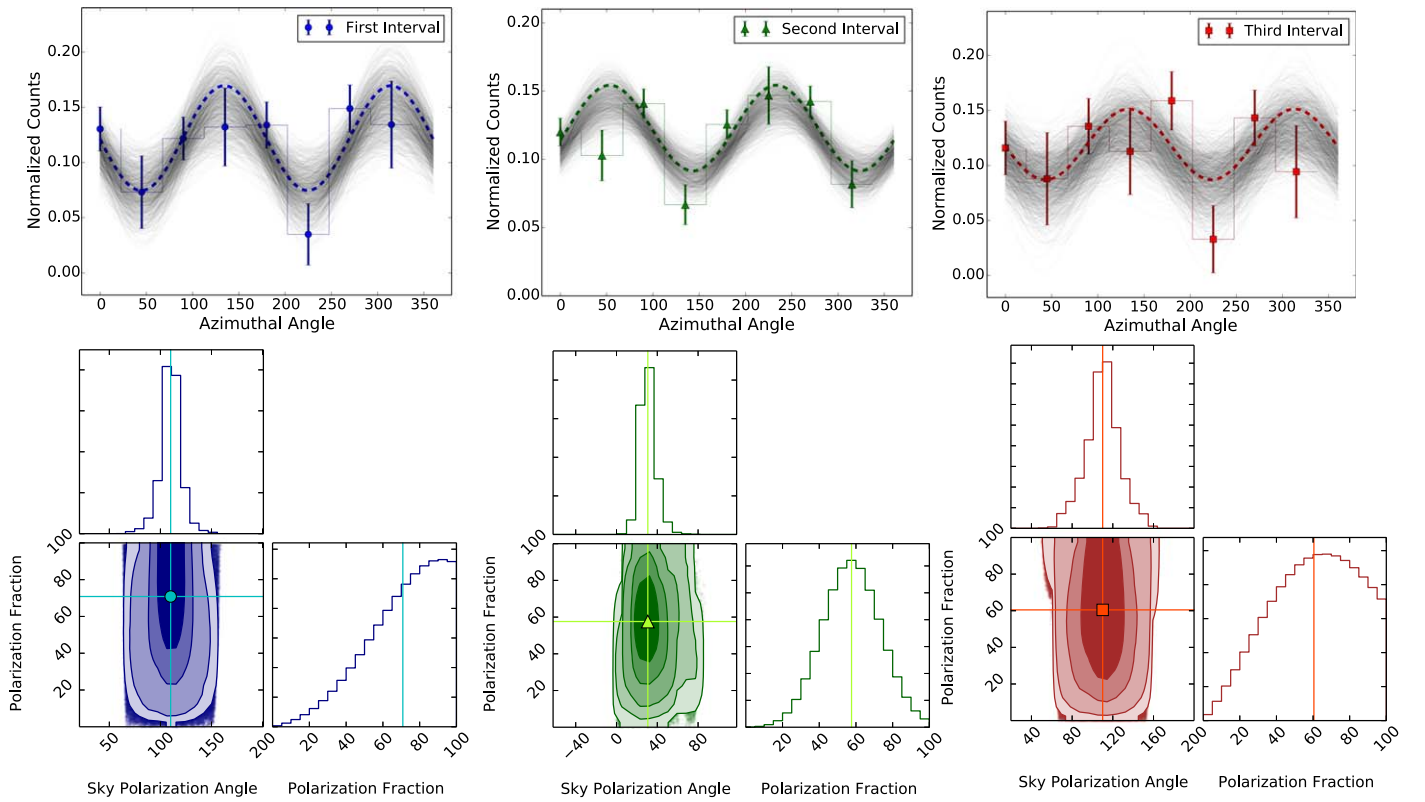 First Interval
Normalized Counts
0.20
0.15
0.10
0.05
0.00
0 50 100 150 200 250 300 350
Azimuthal Angle
Second Interval
Normalized Counts
0.20
0.15
0.10
0.05
0.00
0 50 100 150 200 250 300 350
Azimuthal Angle
Third Interval
Normalized Counts
0.20
0.15
0.10
0.05
0.00
0 50 100 150 200 250 300 350
Azimuthal Angle
Polarization Fraction
100
80
60
40
20
50 100 150 200
Sky Polarization Angle
0 20 40 60 80 100
Polarization Fraction
Polarization Fraction
100
80
60
40
20
−40 0 40 80
Sky Polarization Angle
0 20 40 60 80 100
Polarization Fraction
Polarization Fraction
100
80
60
40
20
40 80 120 160 200
Sky Polarization Angle
0 20 40 60 80 100
Polarization Fraction